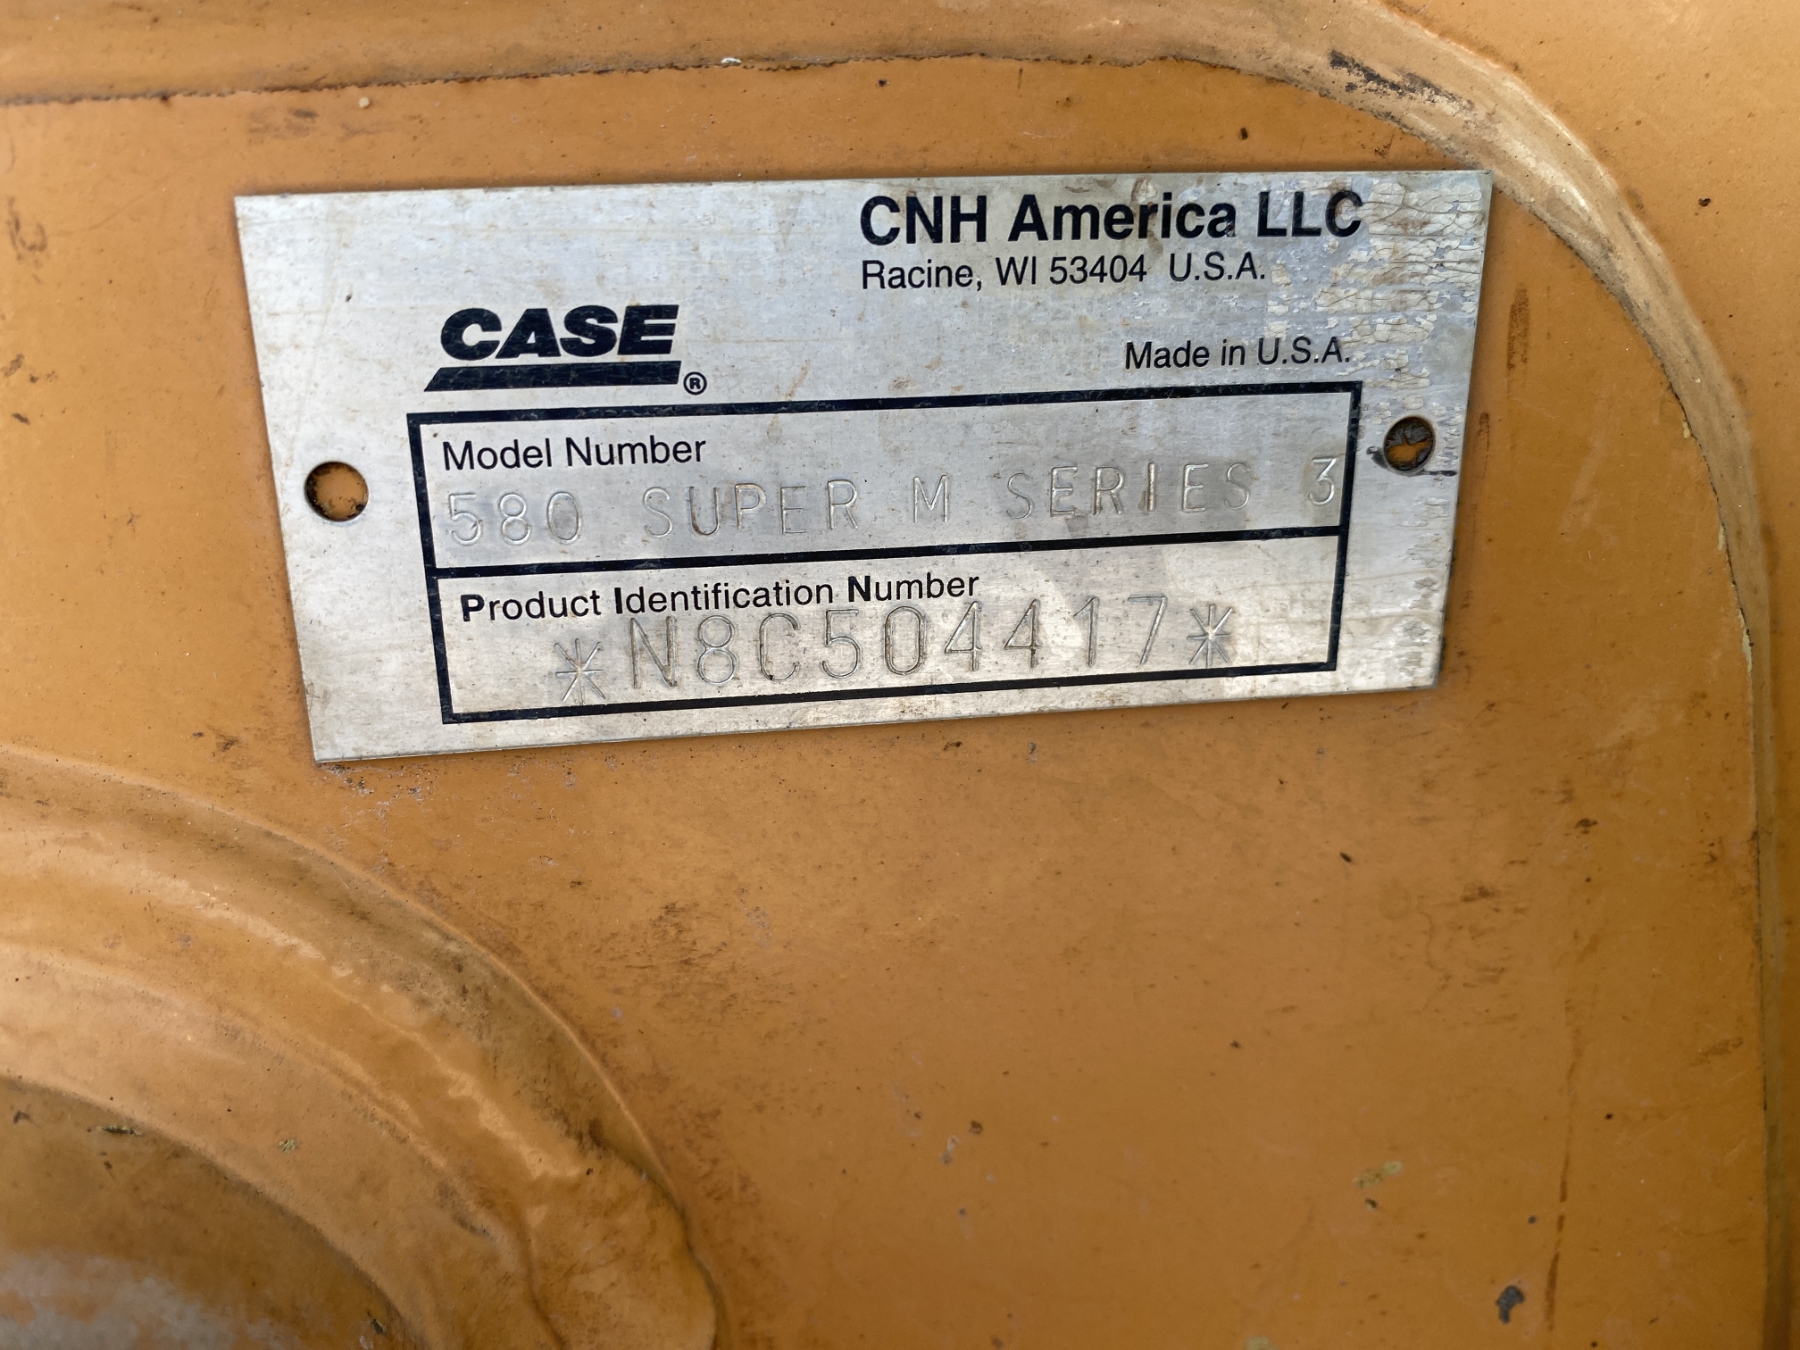 CNH America LLC
Racine, WI 53404 U.S.A.
CASE®
Made in U.S.A.
Model Number
580 SUPER M SERIES 3
Product Identification Number
*N8C504417*